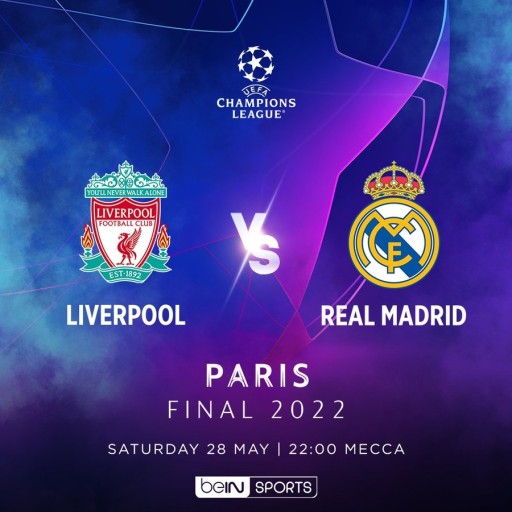 UEFA
CHAMPIONS
LEAGUE
YOU'LL NEVER WALK ALONE
LIVERPOOL
FOOTBALL CLUB
EST·1892
VS
LIVERPOOL
REAL MADRID
PARIS
FINAL 2022
SATURDAY 28 MAY | 22:00 MECCA
beIN SPORTS